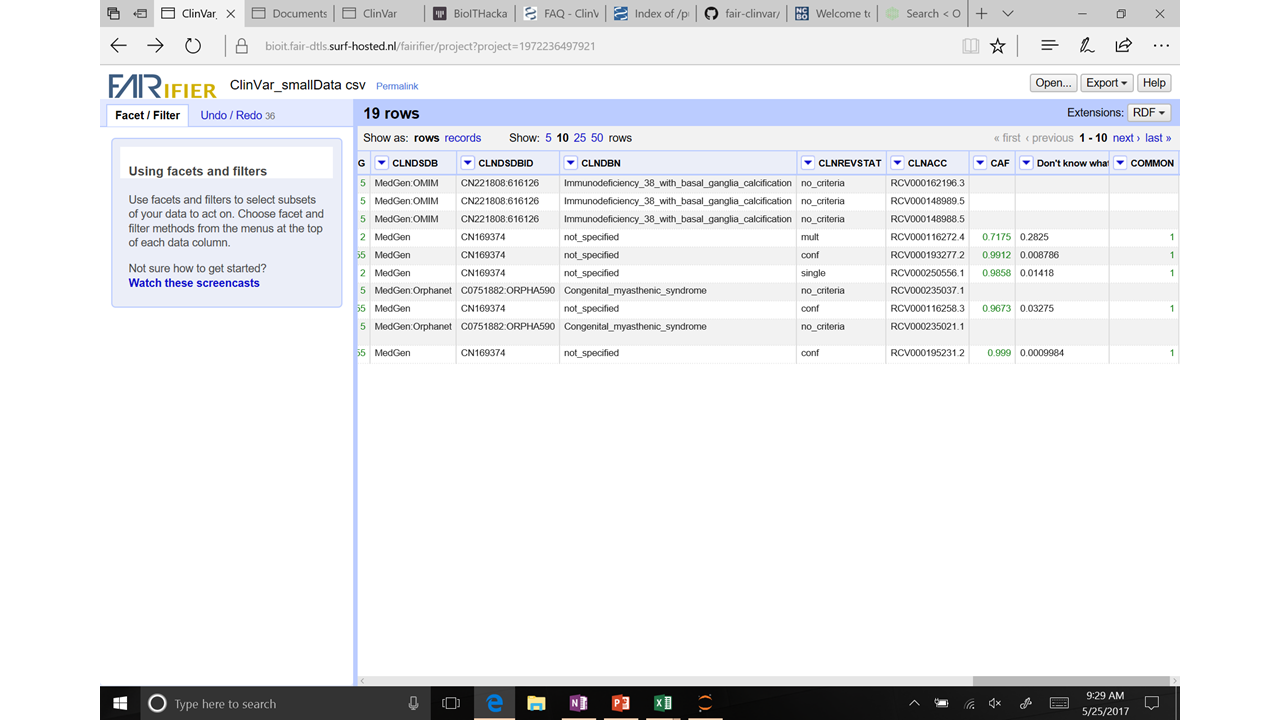 ClinVar_ Documents ClinVar BioITHacka FAQ - ClinV Index of /p fair-clinvar/ Welcome to Search < O
bioit.fair-dtls.surf-hosted.nl/fairifier/project?project=1972236497921
FAIRIFIER ClinVar_smallData csv Permalink Open... Export Help
Facet / Filter Undo / Redo 36 19 rows Extensions: RDF
Show as: rows records Show: 5 10 25 50 rows « first ‹ previous 1 - 10 next › last »
Using facets and filters
Use facets and filters to select subsets
of your data to act on. Choose facet and
filter methods from the menus at the top
of each data column.
Not sure how to get started?
Watch these screencasts
G CLNDSDB CLNDSDBID CLNDBN CLNREVSTAT CLNACC CAF Don't know what COMMON
5 MedGen:OMIM CN221808:616126 Immunodeficiency_38_with_basal_ganglia_calcification no_criteria RCV000162196.3
5 MedGen:OMIM CN221808:616126 Immunodeficiency_38_with_basal_ganglia_calcification no_criteria RCV000148989.5
5 MedGen:OMIM CN221808:616126 Immunodeficiency_38_with_basal_ganglia_calcification no_criteria RCV000148988.5
2 MedGen CN169374 not_specified mult RCV000116272.4 0.7175 0.2825 1
55 MedGen CN169374 not_specified conf RCV000193277.2 0.9912 0.008786 1
2 MedGen CN169374 not_specified single RCV000250556.1 0.9858 0.01418 1
5 MedGen:Orphanet C0751882:ORPHA590 Congenital_myasthenic_syndrome no_criteria RCV000235037.1
55 MedGen CN169374 not_specified conf RCV000116258.3 0.9673 0.03275 1
5 MedGen:Orphanet C0751882:ORPHA590 Congenital_myasthenic_syndrome no_criteria RCV000235021.1
55 MedGen CN169374 not_specified conf RCV000195231.2 0.999 0.0009984 1
Type here to search
9:29 AM
5/25/2017